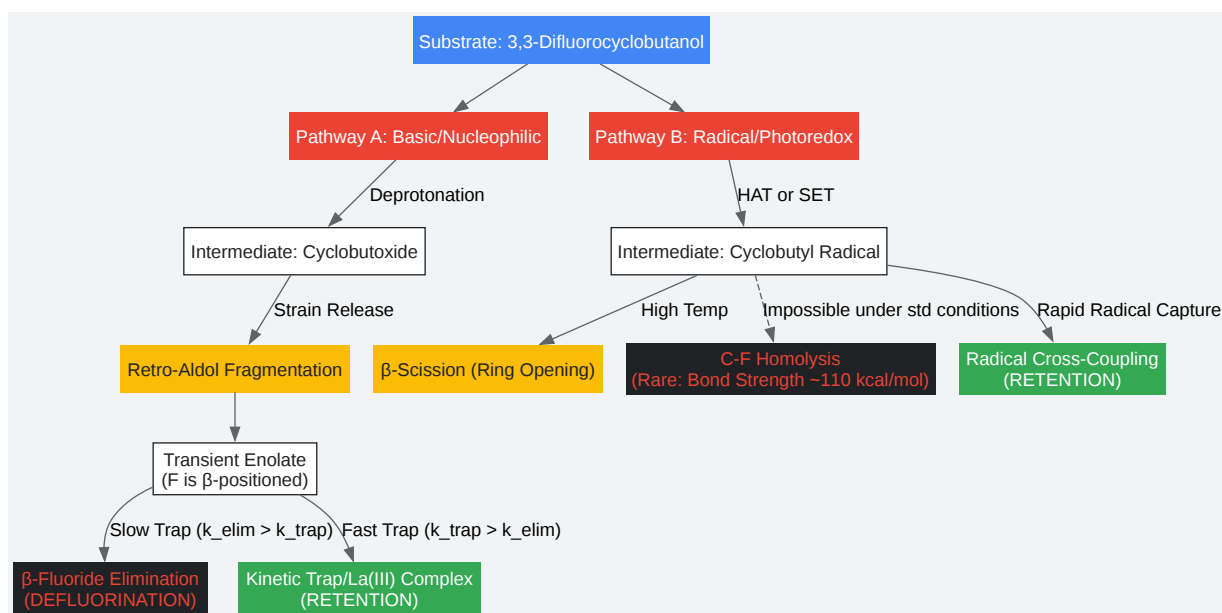 Substrate: 3,3-Difluorocyclobutanol
Pathway A: Basic/Nucleophilic
Pathway B: Radical/Photoredox
Deprotonation
HAT or SET
Intermediate: Cyclobutoxide
Intermediate: Cyclobutyl Radical
Strain Release
High Temp
Impossible under std conditions
Rapid Radical Capture
Retro-Aldol Fragmentation
β-Scission (Ring Opening)
C-F Homolysis
(Rare: Bond Strength ~110 kcal/mol)
Radical Cross-Coupling
(RETENTION)
Transient Enolate
(F is β-positioned)
Slow Trap (k_elim > k_trap)
Fast Trap (k_trap > k_elim)
β-Fluoride Elimination
(DEFLUORINATION)
Kinetic Trap/La(III) Complex
(RETENTION)